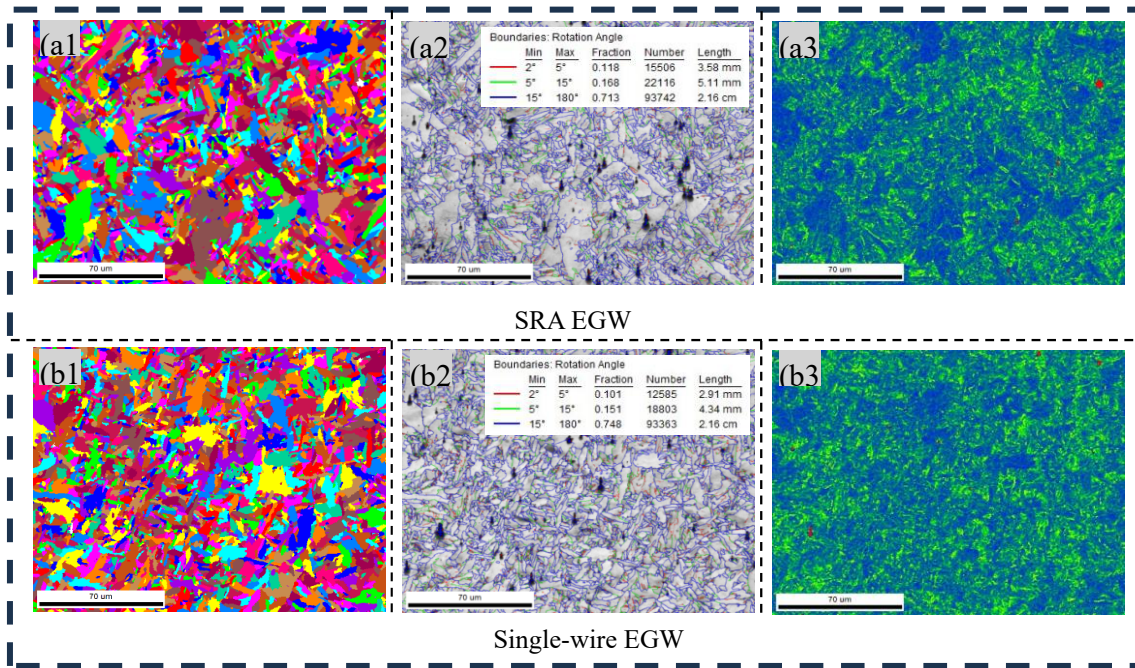 (a1)
70 um
(a2)
Boundaries: Rotation Angle
Min Max Fraction Number Length
2° 5° 0.118 15506 3.58 mm
5° 15° 0.168 22116 5.11 mm
15° 180° 0.713 93742 2.16 cm
70 um
(a3)
70 um
SRA EGW
(b1)
70 um
(b2)
Boundaries: Rotation Angle
Min Max Fraction Number Length
2° 5° 0.101 12585 2.91 mm
5° 15° 0.151 18803 4.34 mm
15° 180° 0.748 93363 2.16 cm
70 um
(b3)
70 um
Single-wire EGW